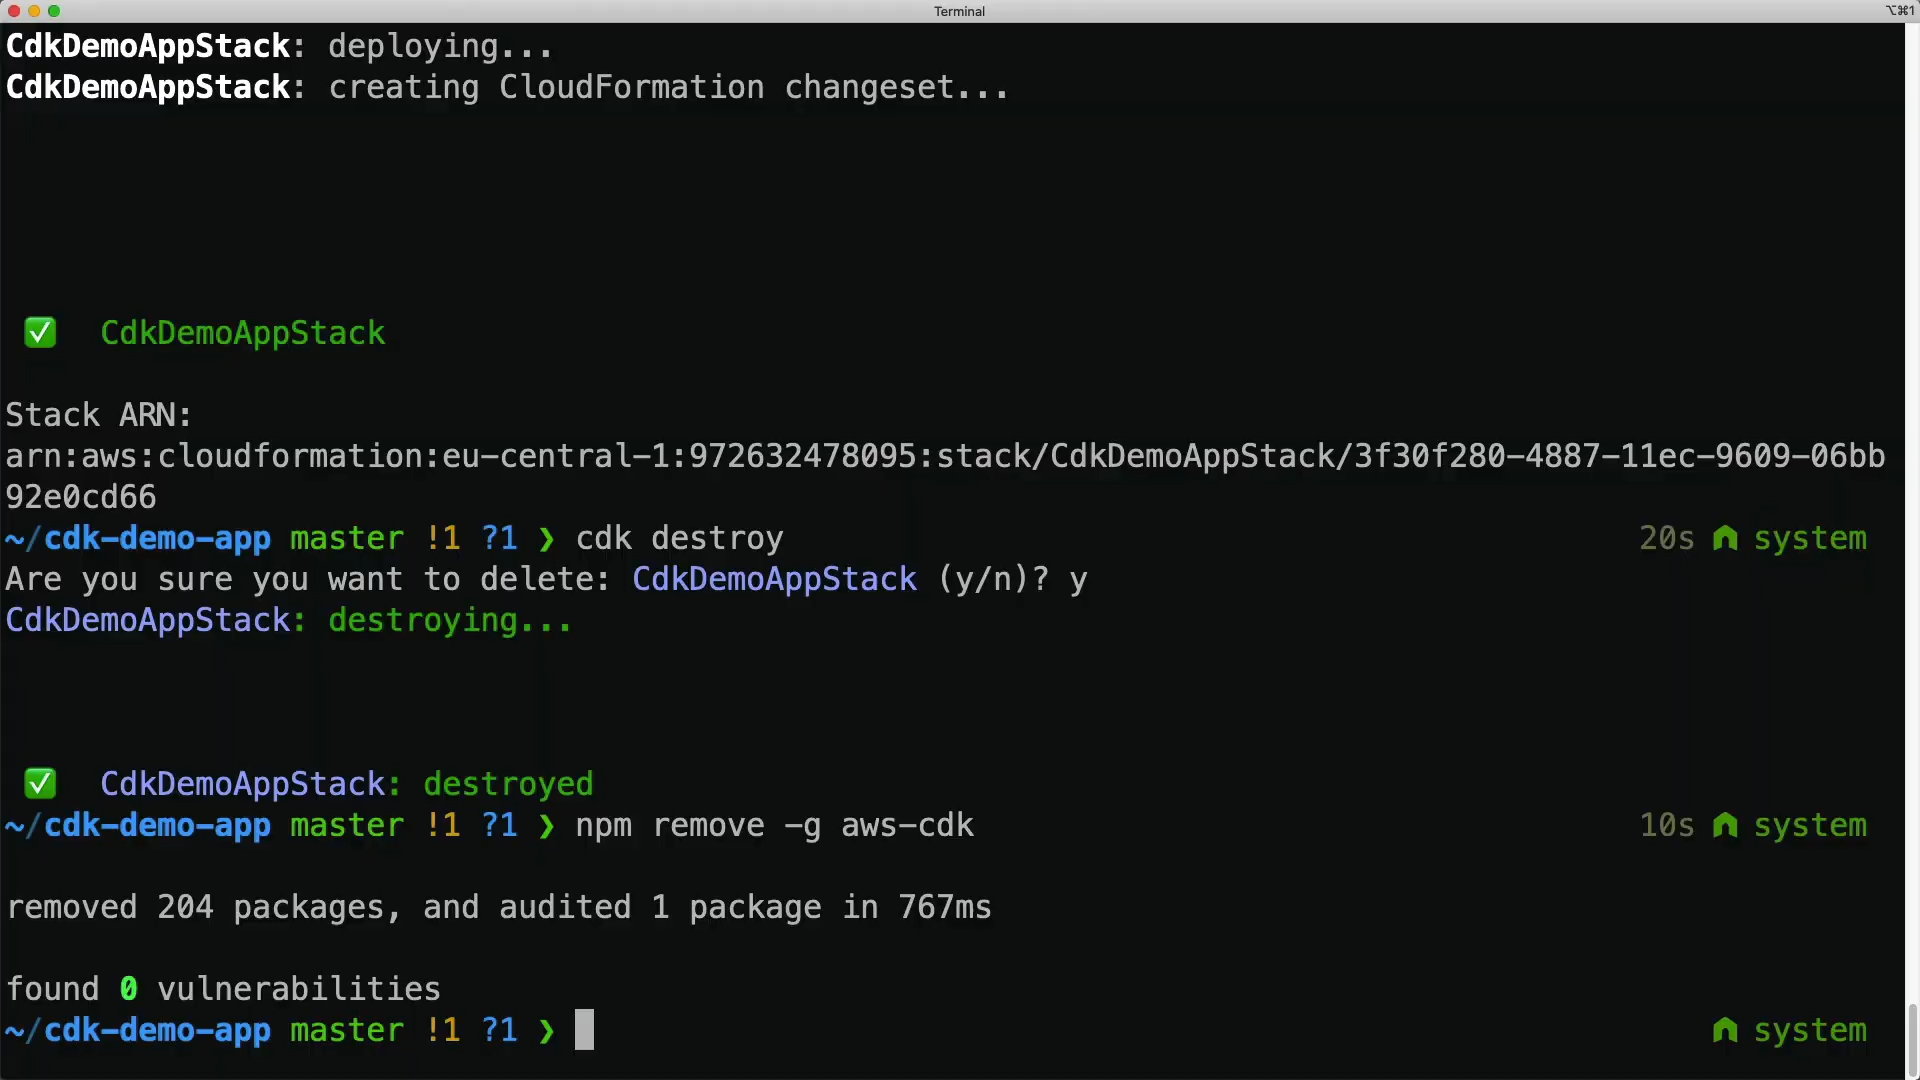 Terminal
⌥⌘1
CdkDemoAppStack: deploying...
CdkDemoAppStack: creating CloudFormation changeset...
✅  CdkDemoAppStack
Stack ARN:
arn:aws:cloudformation:eu-central-1:972632478095:stack/CdkDemoAppStack/3f30f280-4887-11ec-9609-06bb
92e0cd66
~/cdk-demo-app master !1 ?1 ❯ cdk destroy 20s system
Are you sure you want to delete: CdkDemoAppStack (y/n)? y
CdkDemoAppStack: destroying...
✅  CdkDemoAppStack: destroyed
~/cdk-demo-app master !1 ?1 ❯ npm remove -g aws-cdk 10s system
removed 204 packages, and audited 1 package in 767ms
found 0 vulnerabilities
~/cdk-demo-app master !1 ?1 ❯ system